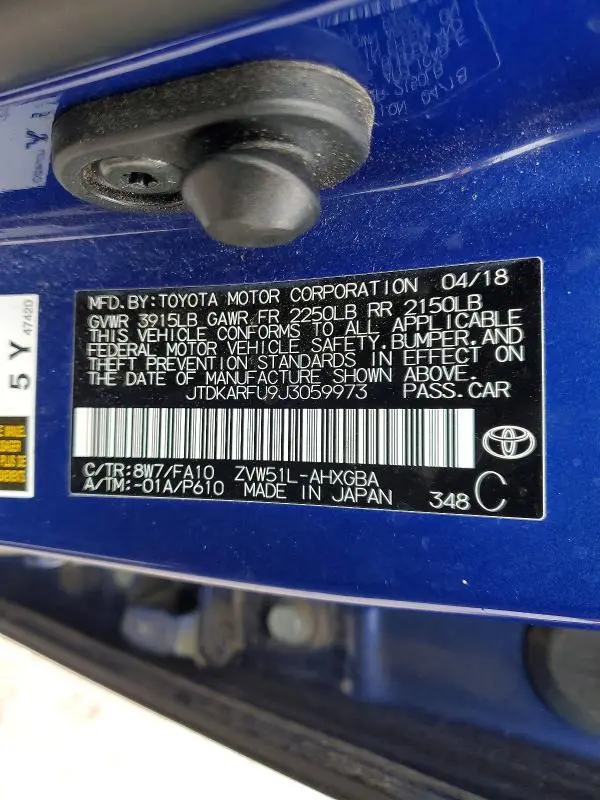 MFD. BY: TOYOTA MOTOR CORPORATION 04/18
GVWR 3915LB GAWR FR 2250LB RR 2150LB
THIS VEHICLE CONFORMS TO ALL APPLICABLE
FEDERAL MOTOR VEHICLE SAFETY, BUMPER, AND
THEFT PREVENTION STANDARDS IN EFFECT ON
THE DATE OF MANUFACTURE SHOWN ABOVE.
JTDKARFU9J3059973 PASS.CAR
C/TR:8W7/FA10 ZVW51L-AHXGBA
A/TM:-01A/P610 MADE IN JAPAN 348 C
5 Y
47420